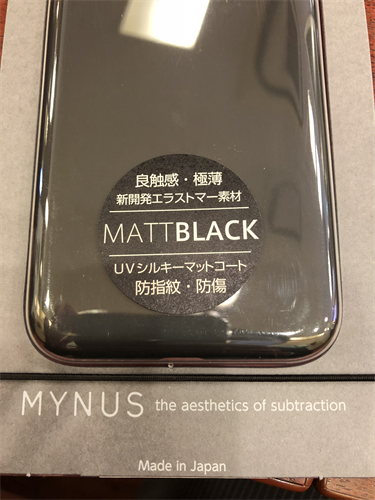 良触感・極薄
新開発エラストマー素材
MATTBLACK
UVシルキーマットコート
防指紋・防傷
MYNUS the aesthetics of subtraction
Made in Japan